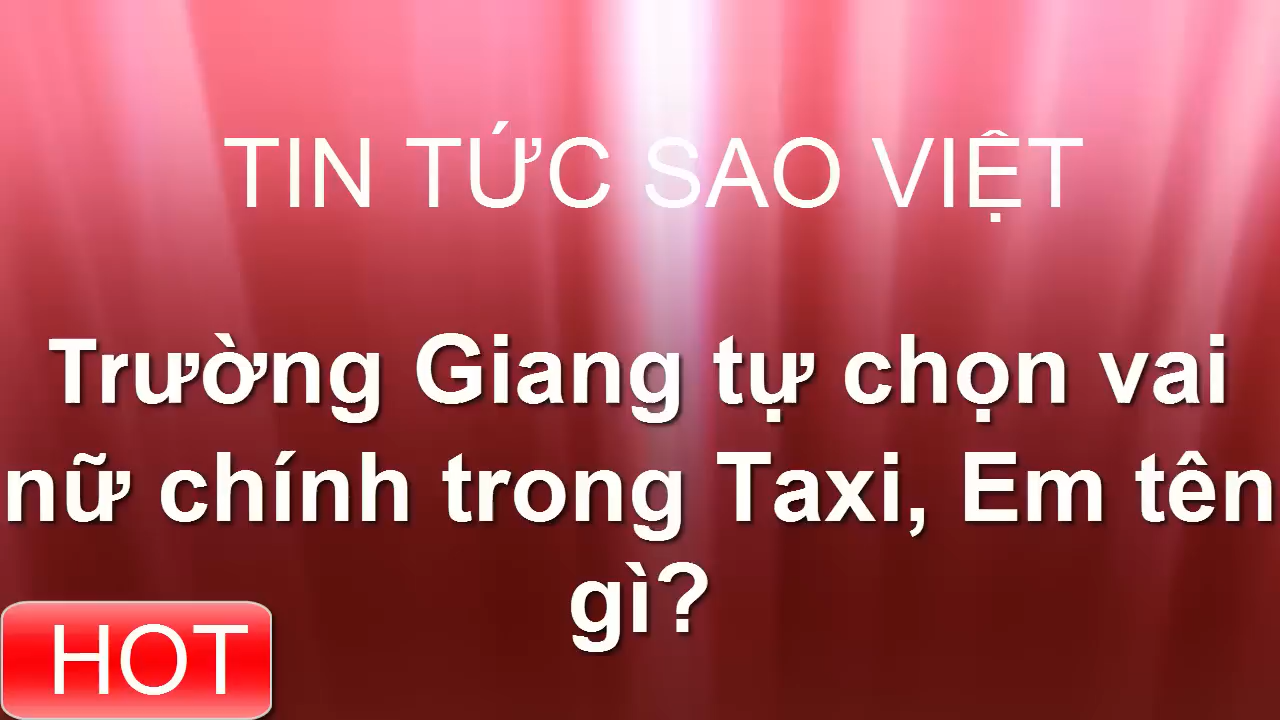 TIN TỨC SAO VIỆT
Trường Giang tự chọn vai
nữ chính trong Taxi, Em tên
gì?
HOT